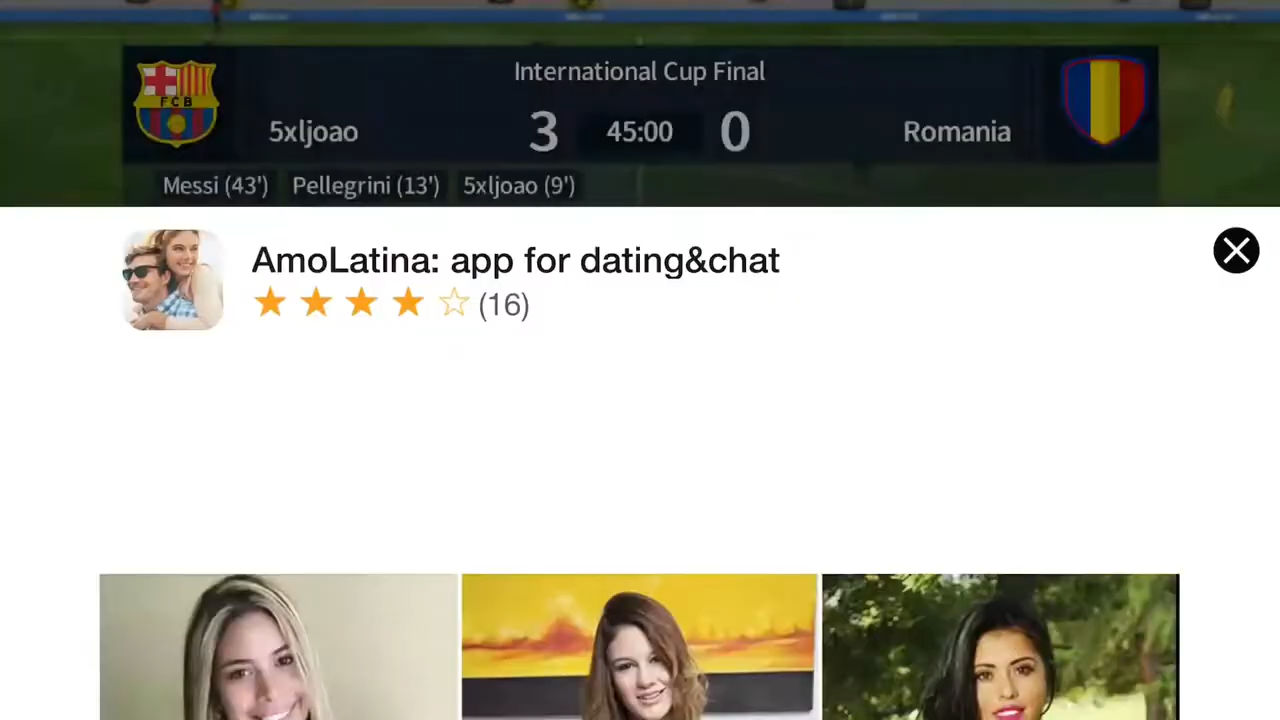 International Cup Final
FCB
5xljoao 3 45:00 0 Romania
Messi (43') Pellegrini (13') 5xljoao (9')
AmoLatina: app for dating&chat
(16)